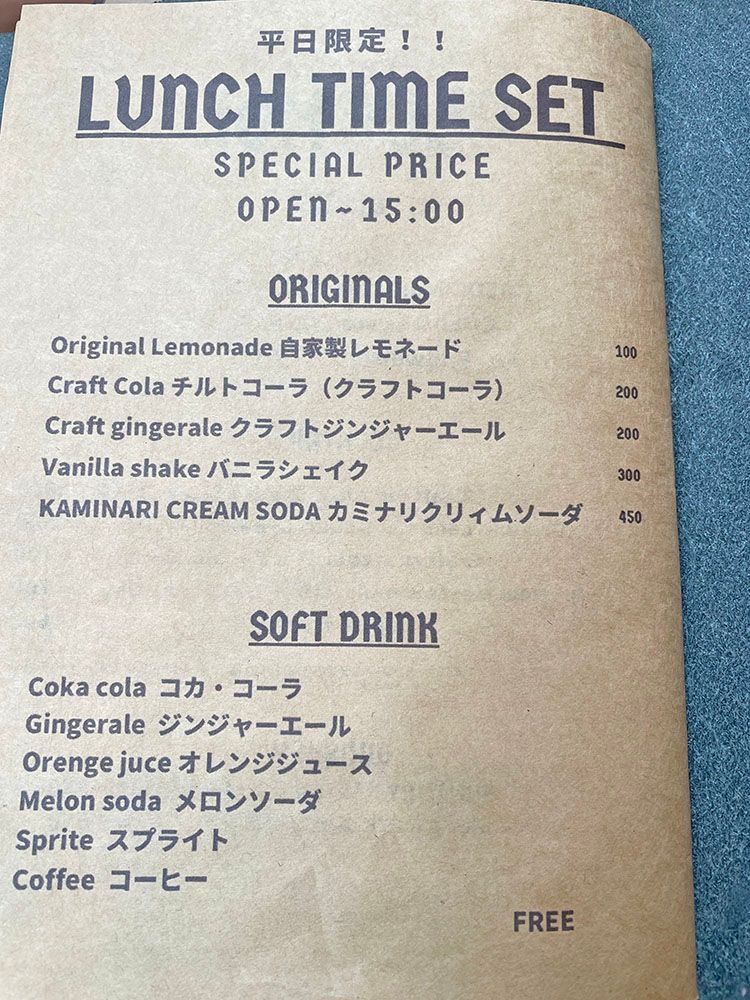 平日限定！！
LUNCH TIME SET
SPECIAL PRICE
OPEN~15:00
ORIGINALS
Original Lemonade 自家製レモネード 100
Craft Cola チルトコーラ（クラフトコーラ） 200
Craft gingerale クラフトジンジャーエール 200
Vanilla shake バニラシェイク 300
KAMINARI CREAM SODA カミナリクリィムソーダ 450
SOFT DRINK
Coka cola コカ・コーラ
Gingerale ジンジャーエール
Orenge juce オレンジジュース
Melon soda メロンソーダ
Sprite スプライト
Coffee コーヒー
FREE